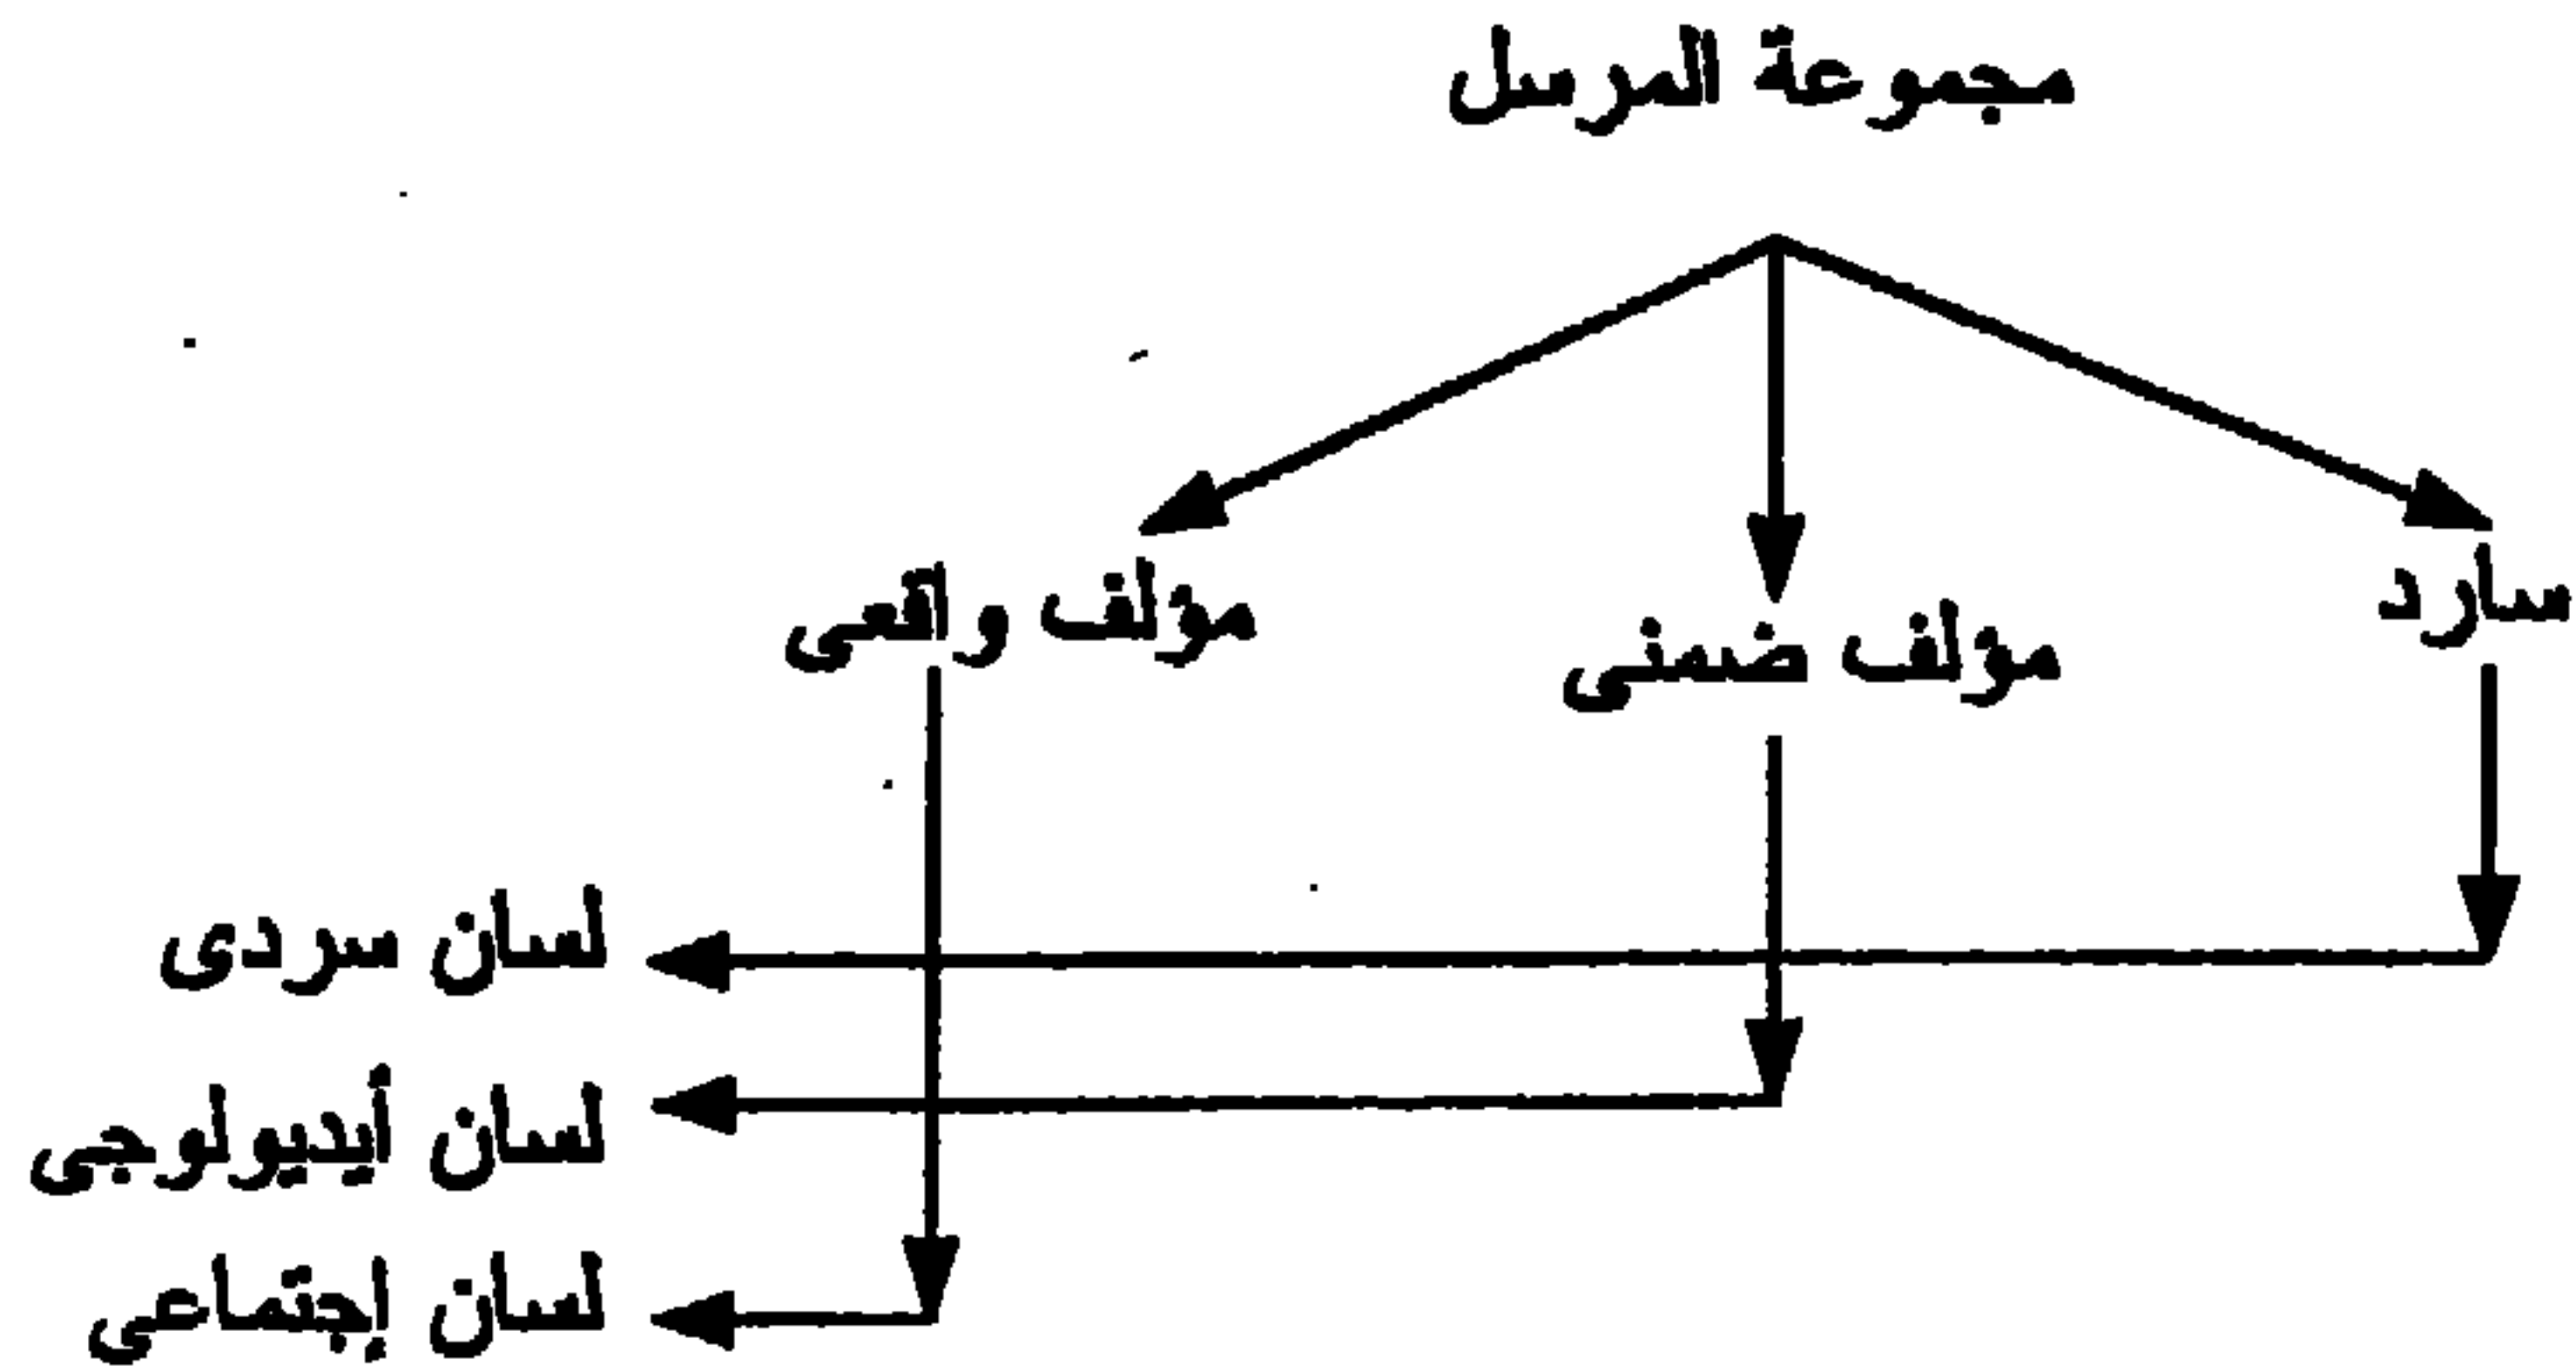 مجموعة المرسل
سارد
مؤلف ضمنى
مؤلف واقعى
لسان سردى
لسان أيديولوجى
لسان إجتماعى